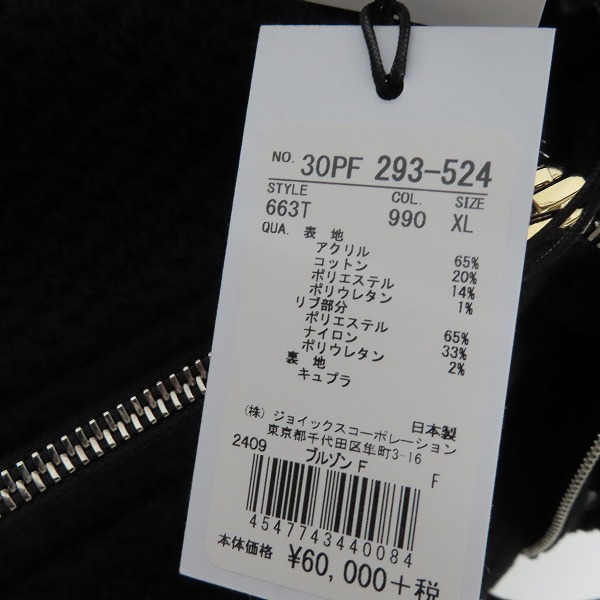 NO. 30PF 293-524
STYLE COL. SIZE
663T 990 XL
QUA. 表 地
アクリル 65%
コットン 20%
ポリエステル 14%
ポリウレタン 1%
リブ部分
ポリエステル 65%
ナイロン 33%
ポリウレタン 2%
裏 地
キュプラ
(株) ジョイックスコーポレーション 日本製
東京都千代田区隼町3-16
2409 ブルゾン F F
4547743440084
本体価格 ¥60,000+税